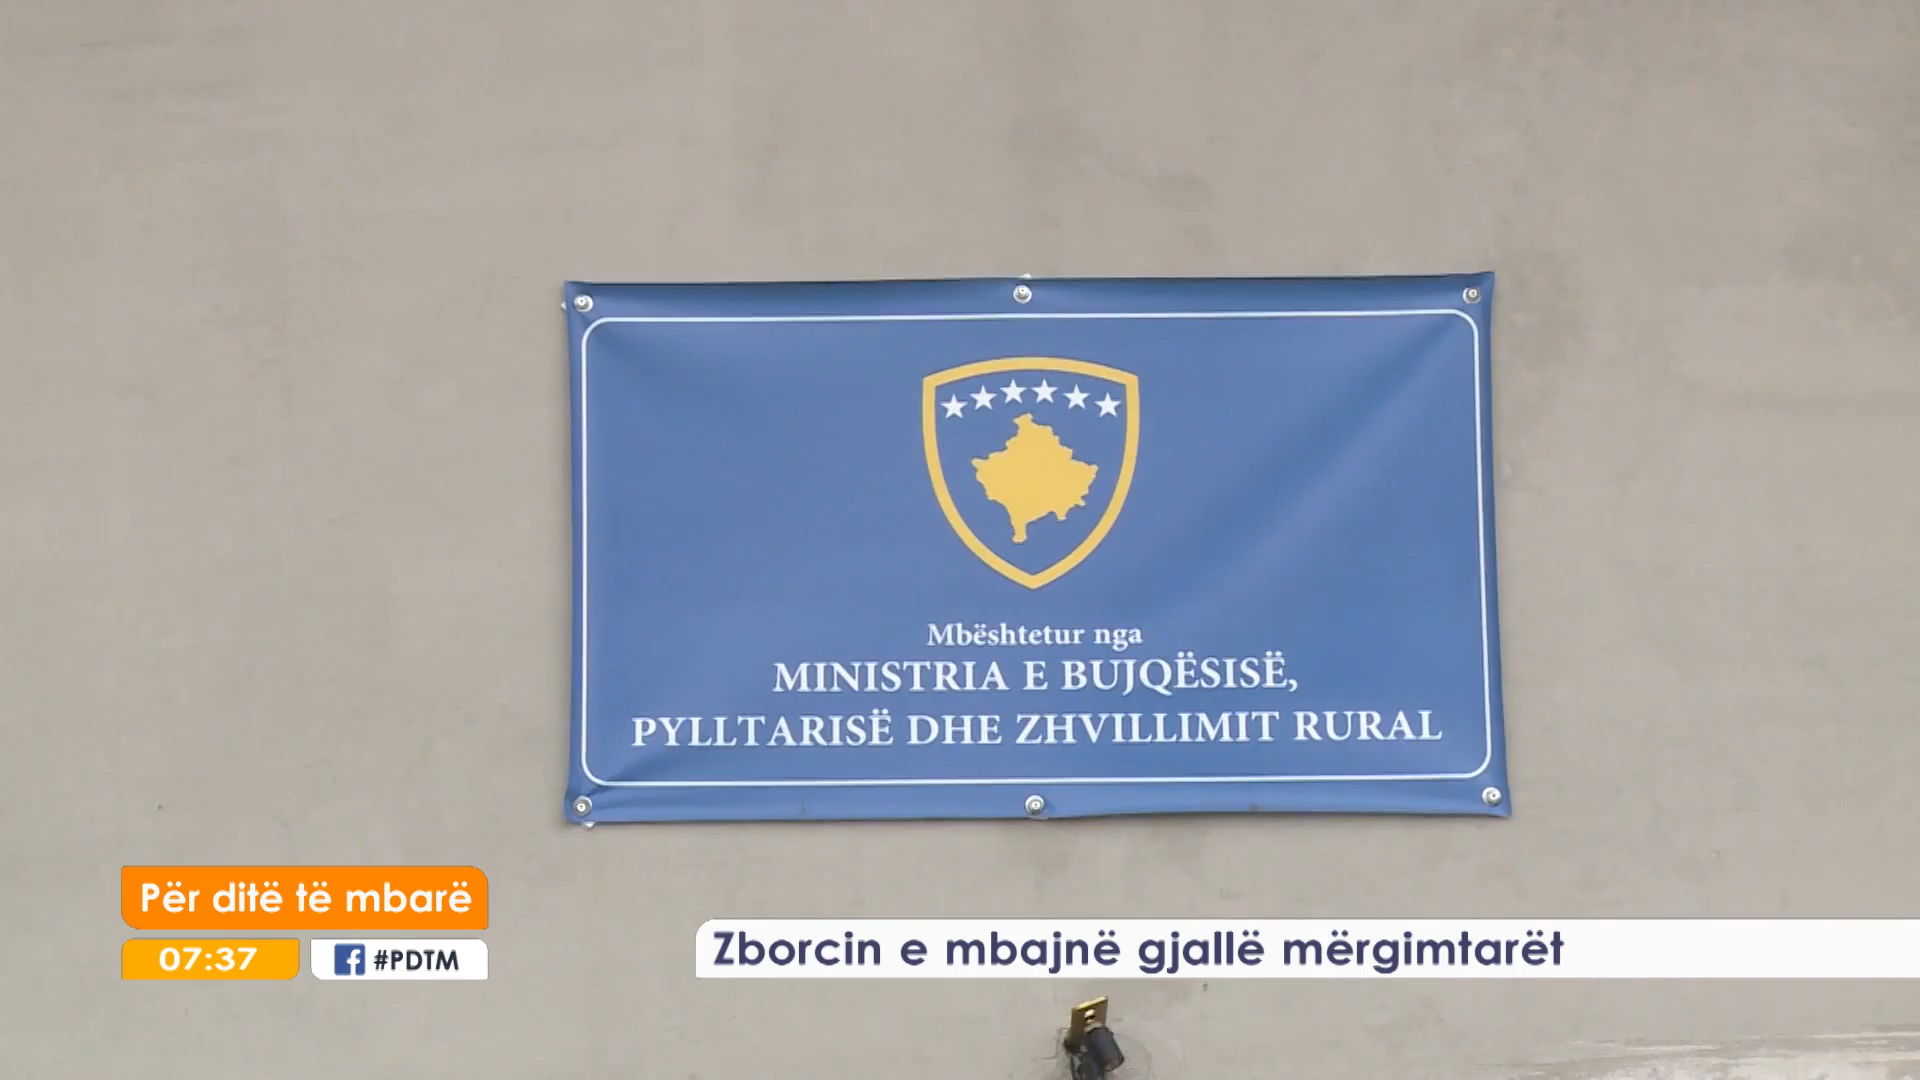 Mbështetur nga
MINISTRIA E BUJQËSISË,
PYLLTARISË DHE ZHVILLIMIT RURAL
Për ditë të mbarë
07:37
#PDTM
Zborcin e mbajnë gjallë mërgimtarët